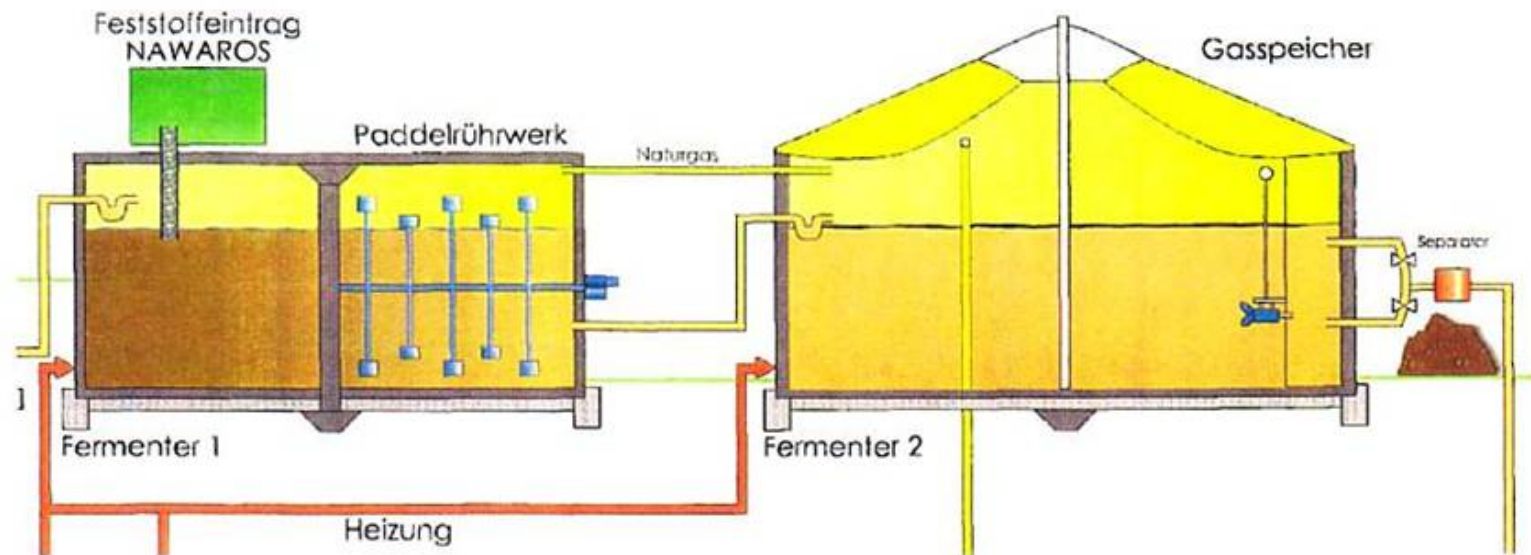 Feststoffeintrag
NAWAROS
Gasspeicher
Paddelrührwerk
Naturgas
Separator
Fermenter 1
Fermenter 2
Heizung